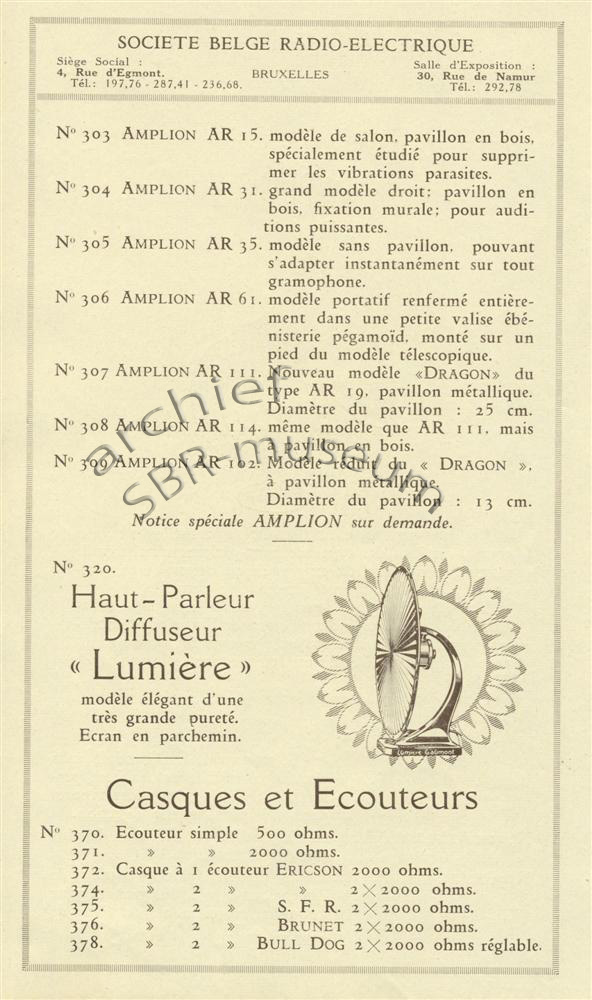 SOCIETE BELGE RADIO-ELECTRIQUE
Siège Social :
4, Rue d'Egmont.
Tél.: 197,76 - 287,41 - 236,68.
BRUXELLES
Salle d'Exposition :
30, Rue de Namur
Tél.: 292,78
Nº 303 AMPLION AR 15. modèle de salon, pavillon en bois,
spécialement étudié pour suppri-
mer les vibrations parasites.
Nº 304 AMPLION AR 31. grand modèle droit: pavillon en
bois, fixation murale; pour audi-
tions puissantes.
Nº 305 AMPLION AR 35. modèle sans pavillon, pouvant
s'adapter instantanément sur tout
gramophone.
Nº 306 AMPLION AR 61. modèle portatif renfermé entière-
ment dans une petite valise ébé-
nisterie pégamoïd, monté sur un
pied du modèle télescopique.
Nº 307 AMPLION AR 111. Nouveau modèle «DRAGON» du
type AR 19, pavillon métallique.
Diamètre du pavillon : 25 cm.
Nº 308 AMPLION AR 114. même modèle que AR 111, mais
à pavillon en bois.
Nº 309 AMPLION AR 102. Modèle réduit du « DRAGON »,
à pavillon métallique.
Diamètre du pavillon : 13 cm.
Notice spéciale AMPLION sur demande.
archief
SBR-museum
Nº 320.
Haut-Parleur
Diffuseur
« Lumière »
modèle élégant d'une
très grande pureté.
Ecran en parchemin.
Lumière Gaumont
Casques et Ecouteurs
Nº 370. Ecouteur simple 500 ohms.
371. » » 2000 ohms.
372. Casque à 1 écouteur ERICSON 2000 ohms.
374. » 2 » » 2×2000 ohms.
375. » 2 » S. F. R. 2×2000 ohms.
376. » 2 » BRUNET 2×2000 ohms.
378. » 2 » BULL DOG 2×2000 ohms réglable.